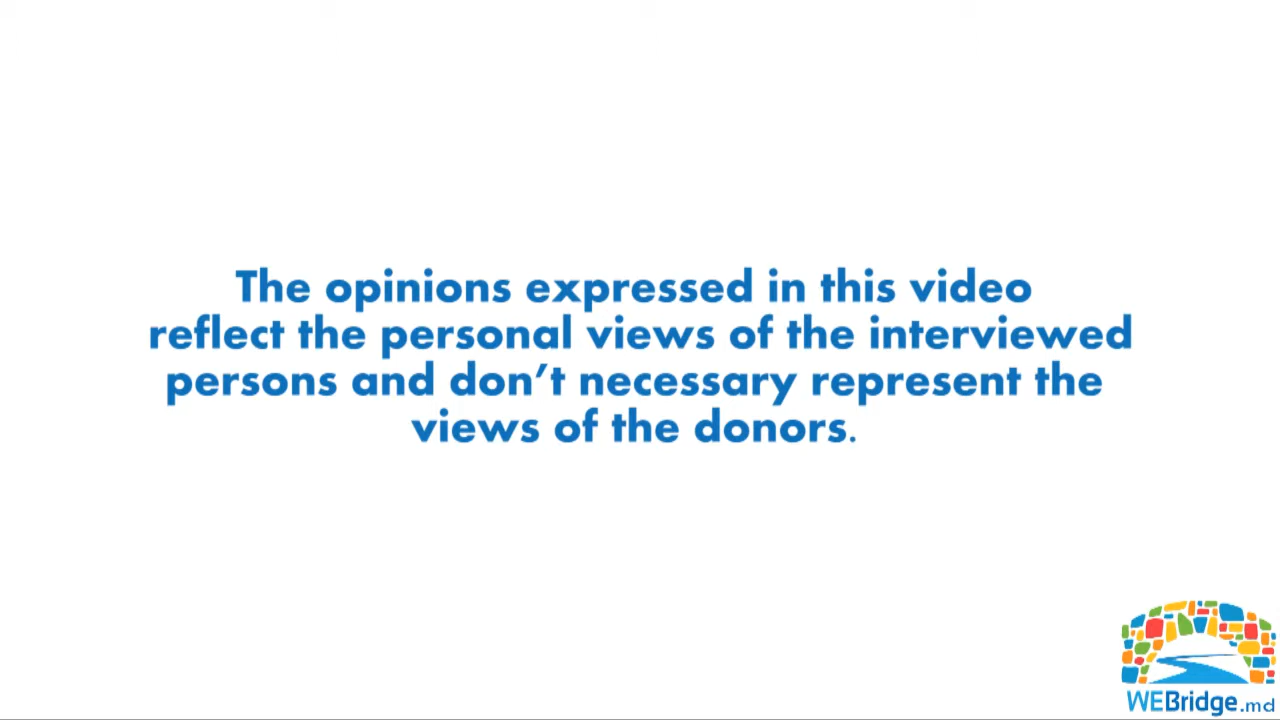 The opinions expressed in this video
reflect the personal views of the interviewed
persons and don’t necessary represent the
views of the donors.
WEBridge.md